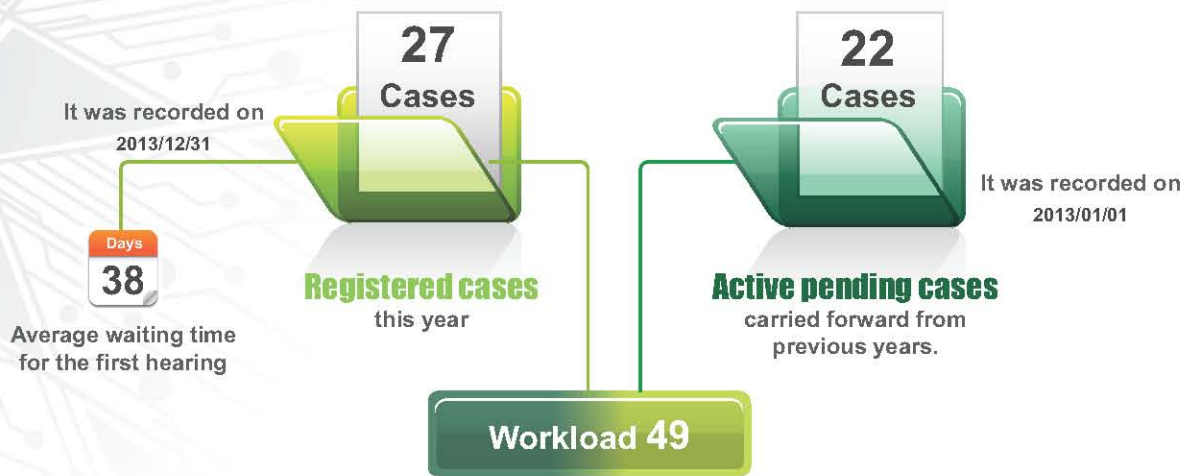 27
Cases
It was recorded on
2013/12/31
Days
38
Average waiting time
for the first hearing
Registered cases
this year
22
Cases
It was recorded on
2013/01/01
Active pending cases
carried forward from
previous years.
Workload 49